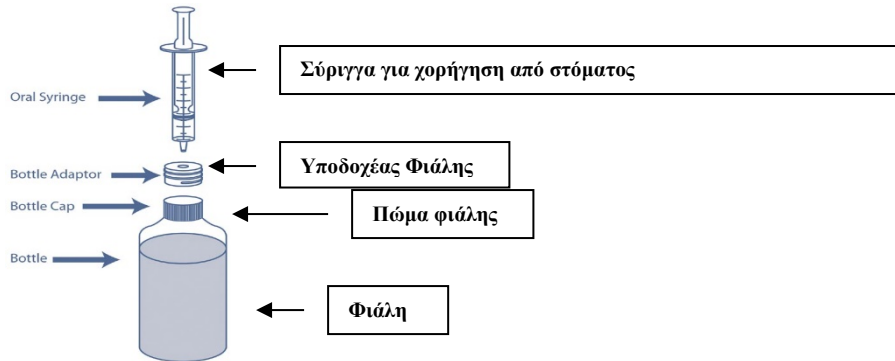 Σύριγγα για χορήγηση από στόματος
Oral Syringe
Υποδοχέας Φιάλης
Bottle Adaptor
Bottle Cap
Πώμα φιάλης
Bottle
Φιάλη